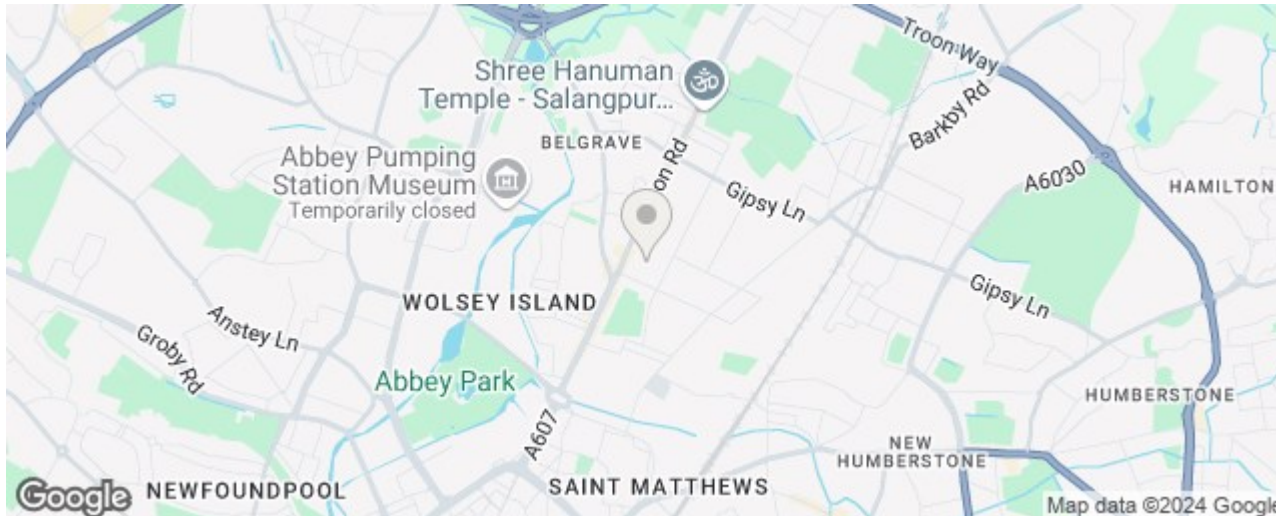 Shree Hanuman
Temple - Salangpur...
Troon Way
Barkby Rd
BELGRAVE
Abbey Pumping
Station Museum
Temporarily closed
on Rd
Gipsy Ln
A6030
HAMILTON
WOLSEY ISLAND
Gipsy Ln
Anstey Ln
Groby Rd
Abbey Park
HUMBERSTONE
A607
NEW
HUMBERSTONE
Google
NEWFOUNDPOOL
SAINT MATTHEWS
Map data ©2024 Google